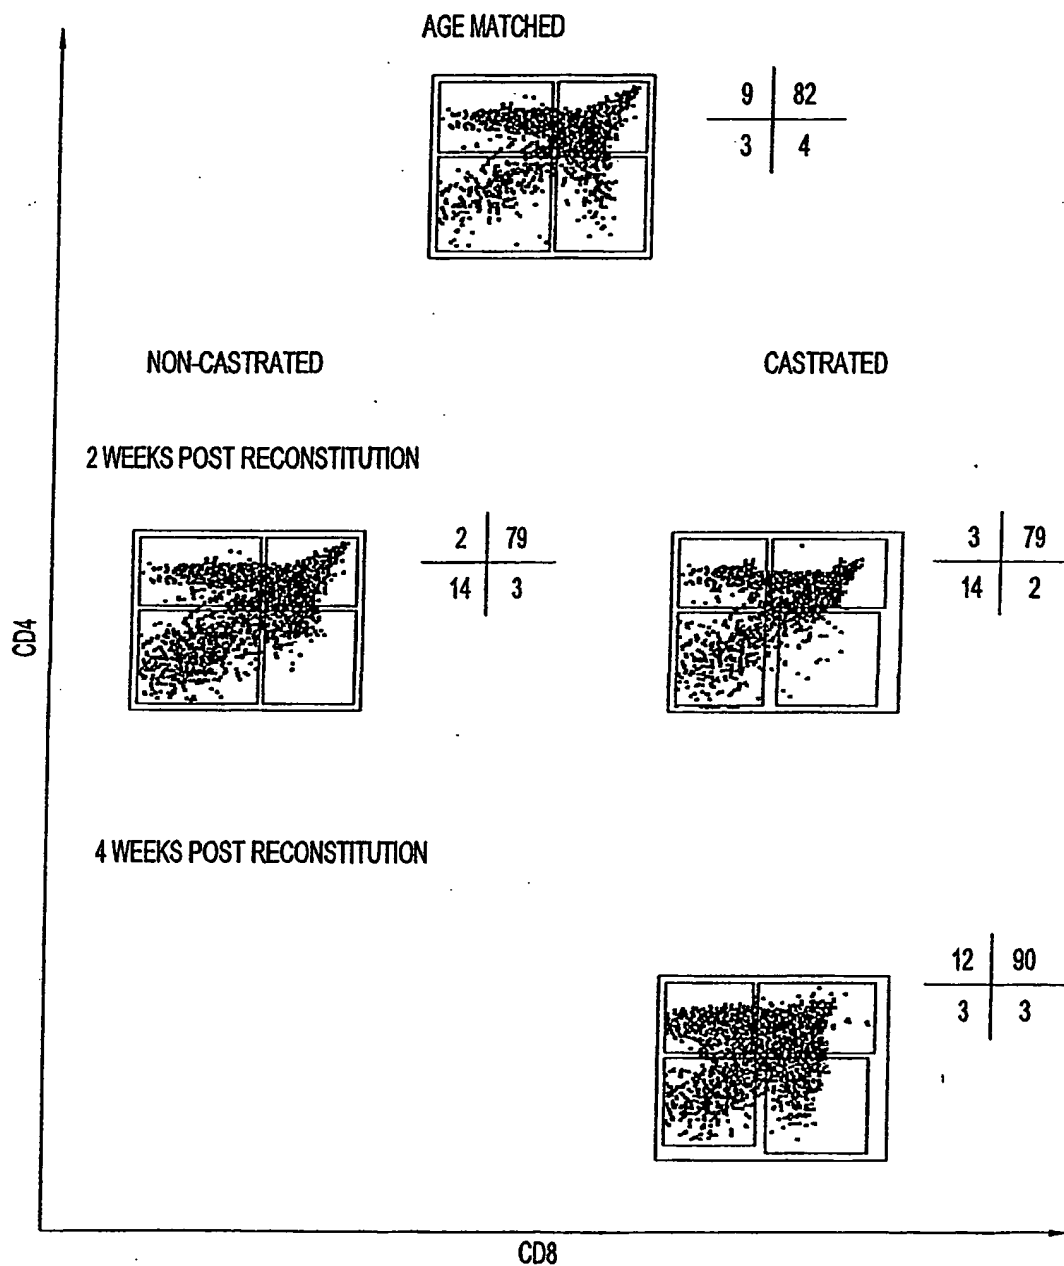 AGE MATCHED
9 82
3 4
NON-CASTRATED CASTRATED
2 WEEKS POST RECONSTITUTION
2 79
14 3
3 79
14 2
CD4
4 WEEKS POST RECONSTITUTION
12 90
3 3
CD8